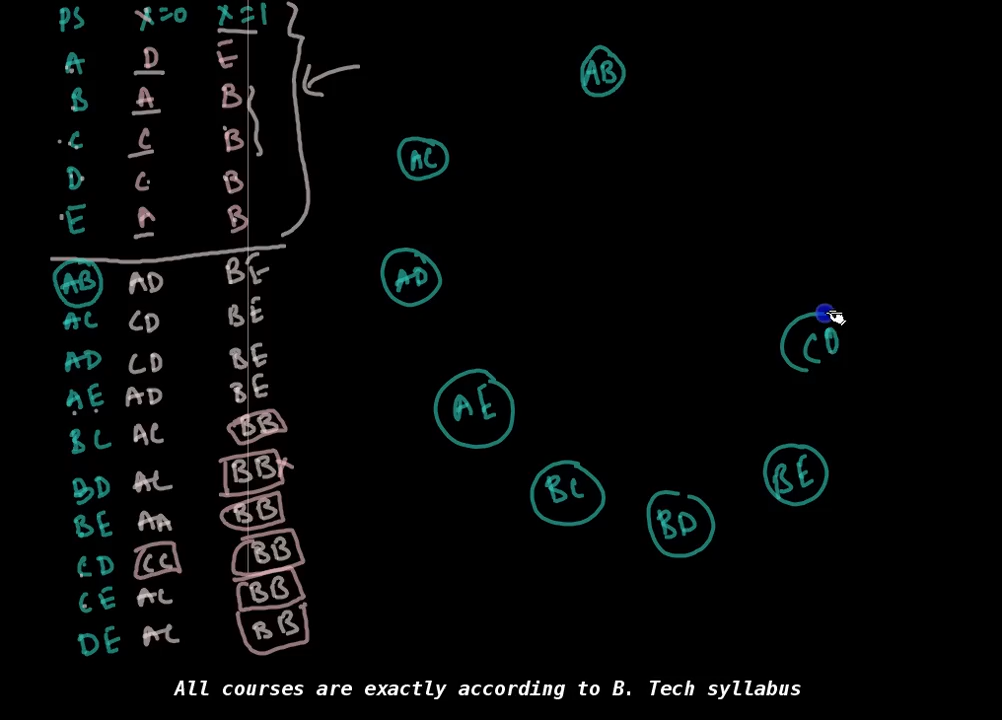 PS X=0 X=1
A D E
B A B
C C B
D C B
E A B
AB AD BE
AC CD BE
AD CD BE
AE AD BE
BC AC BB
BD AC BB
BE AA BB
CD CC BB
CE AC BB
DE AC BB
AB
AC
AD
AE
BC
BD
BE
CD
All courses are exactly according to B. Tech syllabus